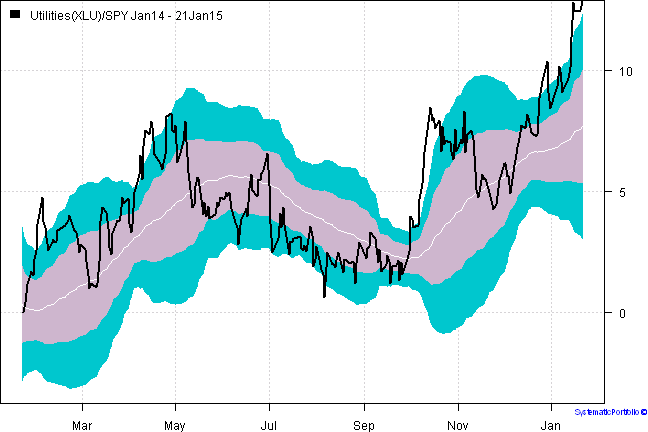 Utilities(XLU)/SPY Jan14 - 21Jan15
10
5
0
Mar May Jul Sep Nov Jan
SystematicPortfolio ©